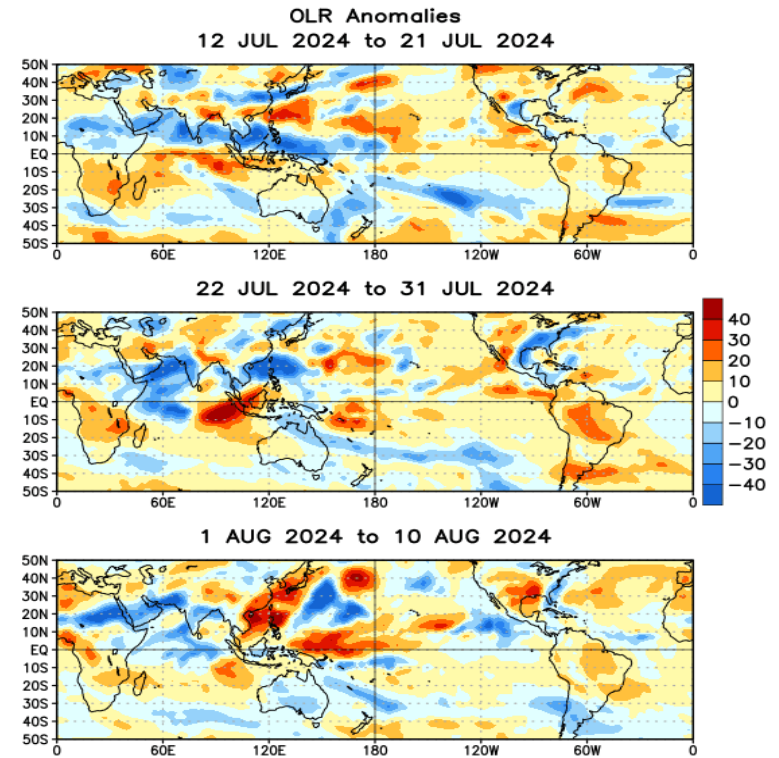 OLR Anomalies
12 JUL 2024 to 21 JUL 2024
50N
40N
30N
20N
10N
EQ
10S
20S
30S
40S
50S
0 60E 120E 180 120W 60W 0
22 JUL 2024 to 31 JUL 2024
50N
40N
30N
20N
10N
EQ
10S
20S
30S
40S
50S
0 60E 120E 180 120W 60W 0
40
30
20
10
0
−10
−20
−30
−40
1 AUG 2024 to 10 AUG 2024
50N
40N
30N
20N
10N
EQ
10S
20S
30S
40S
50S
0 60E 120E 180 120W 60W 0